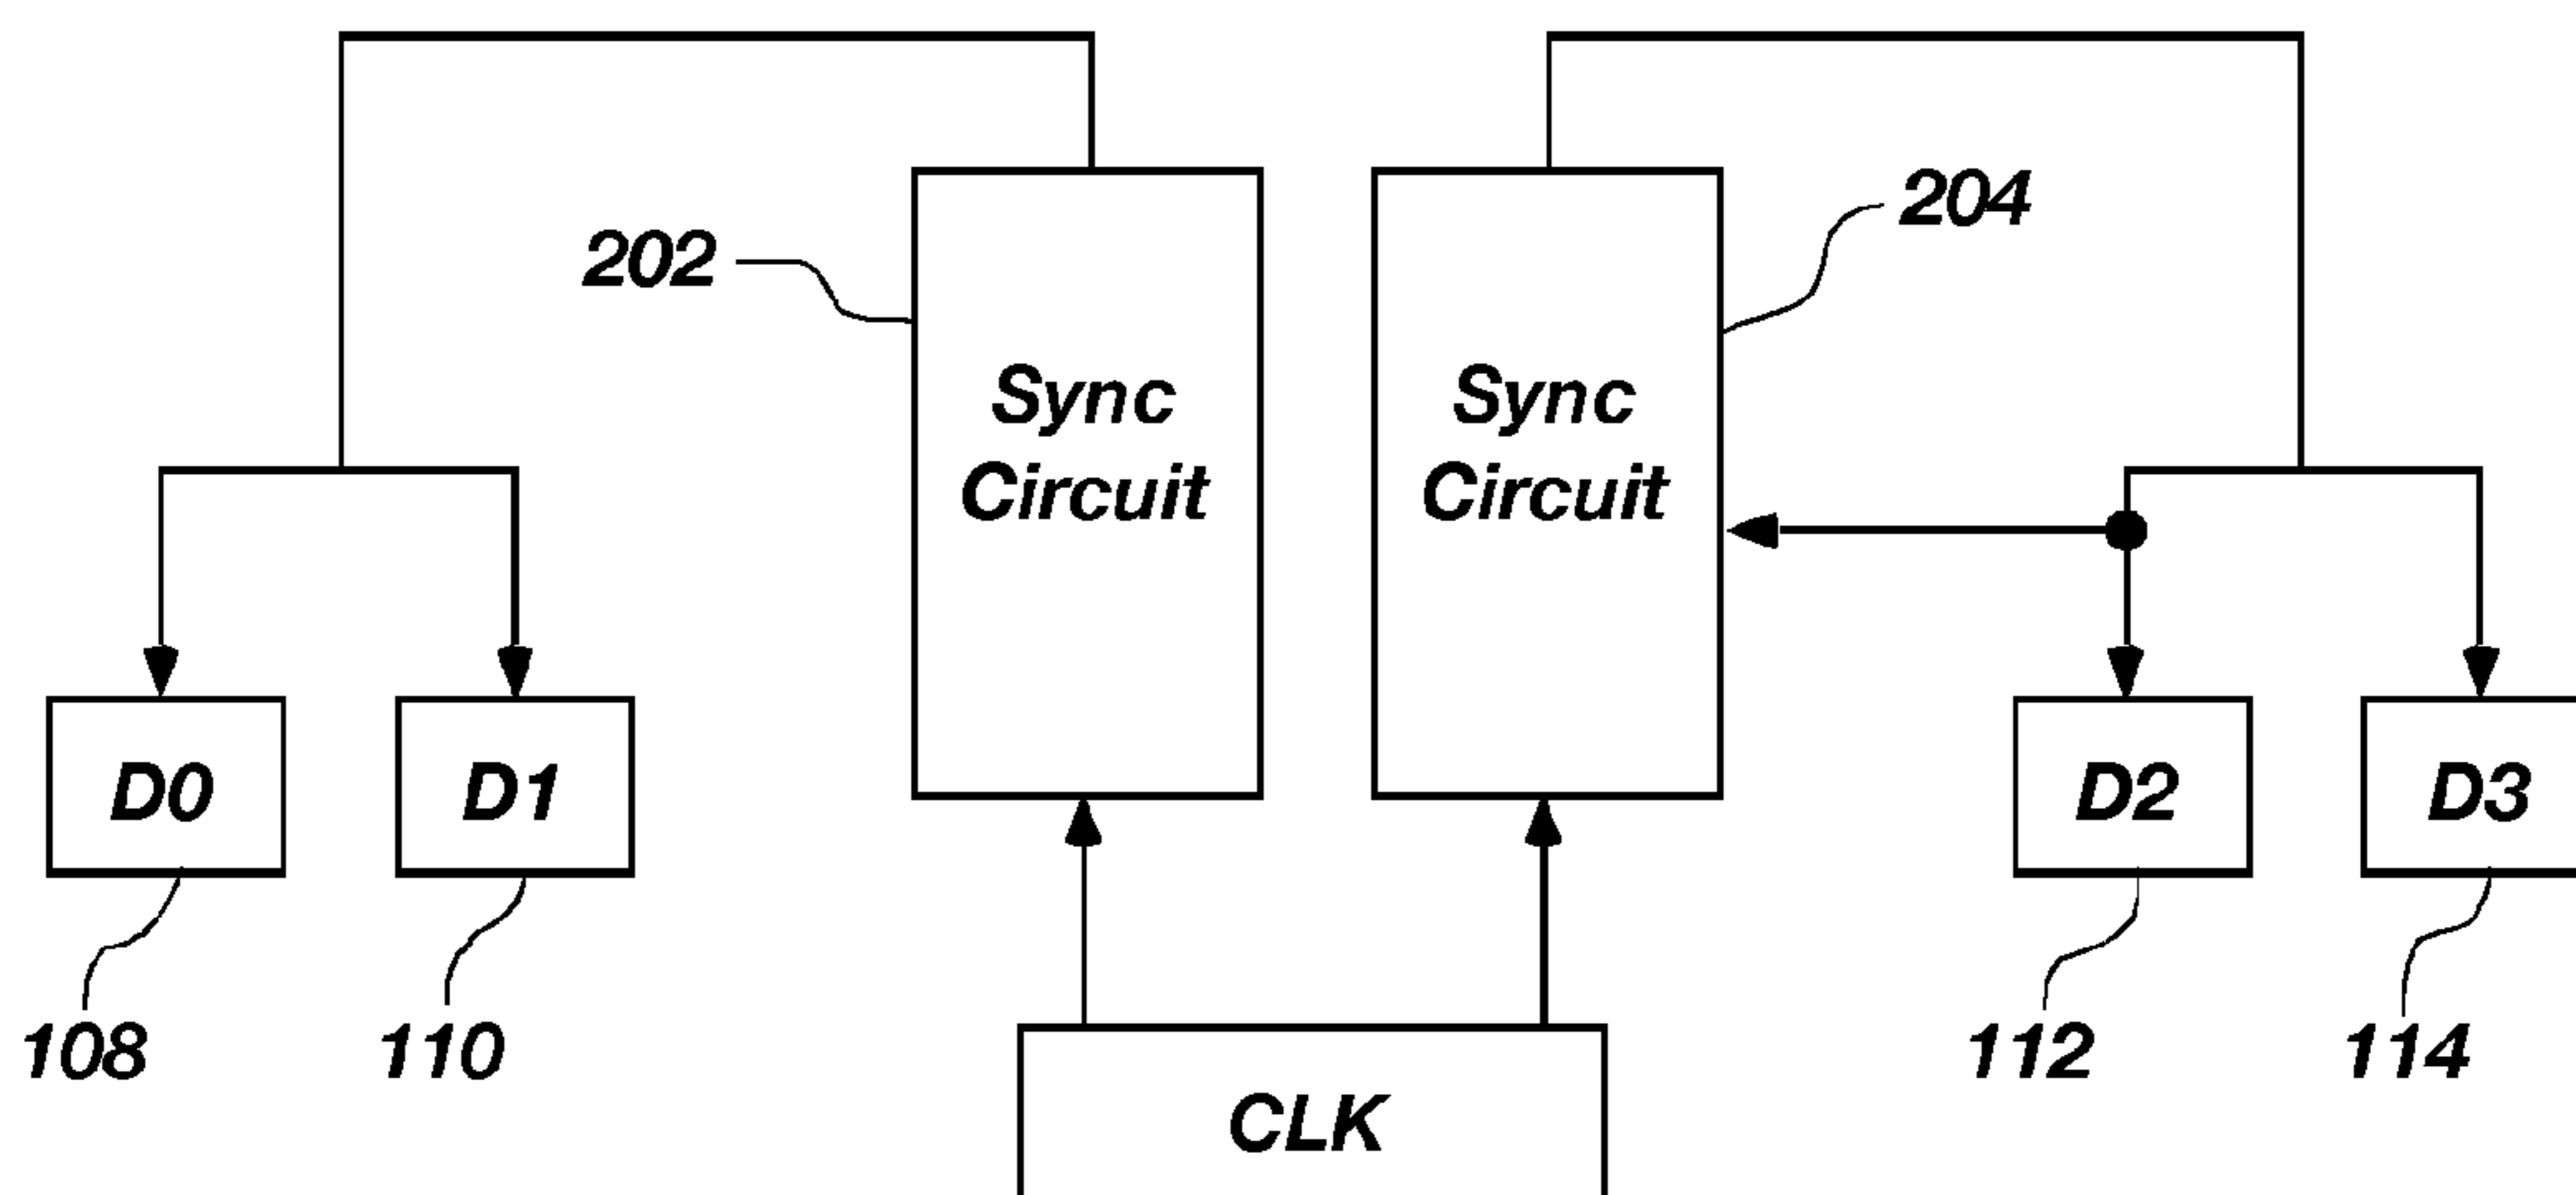 202
204
Sync
Circuit
Sync
Circuit
D0
D1
D2
D3
108
110
112
114
CLK